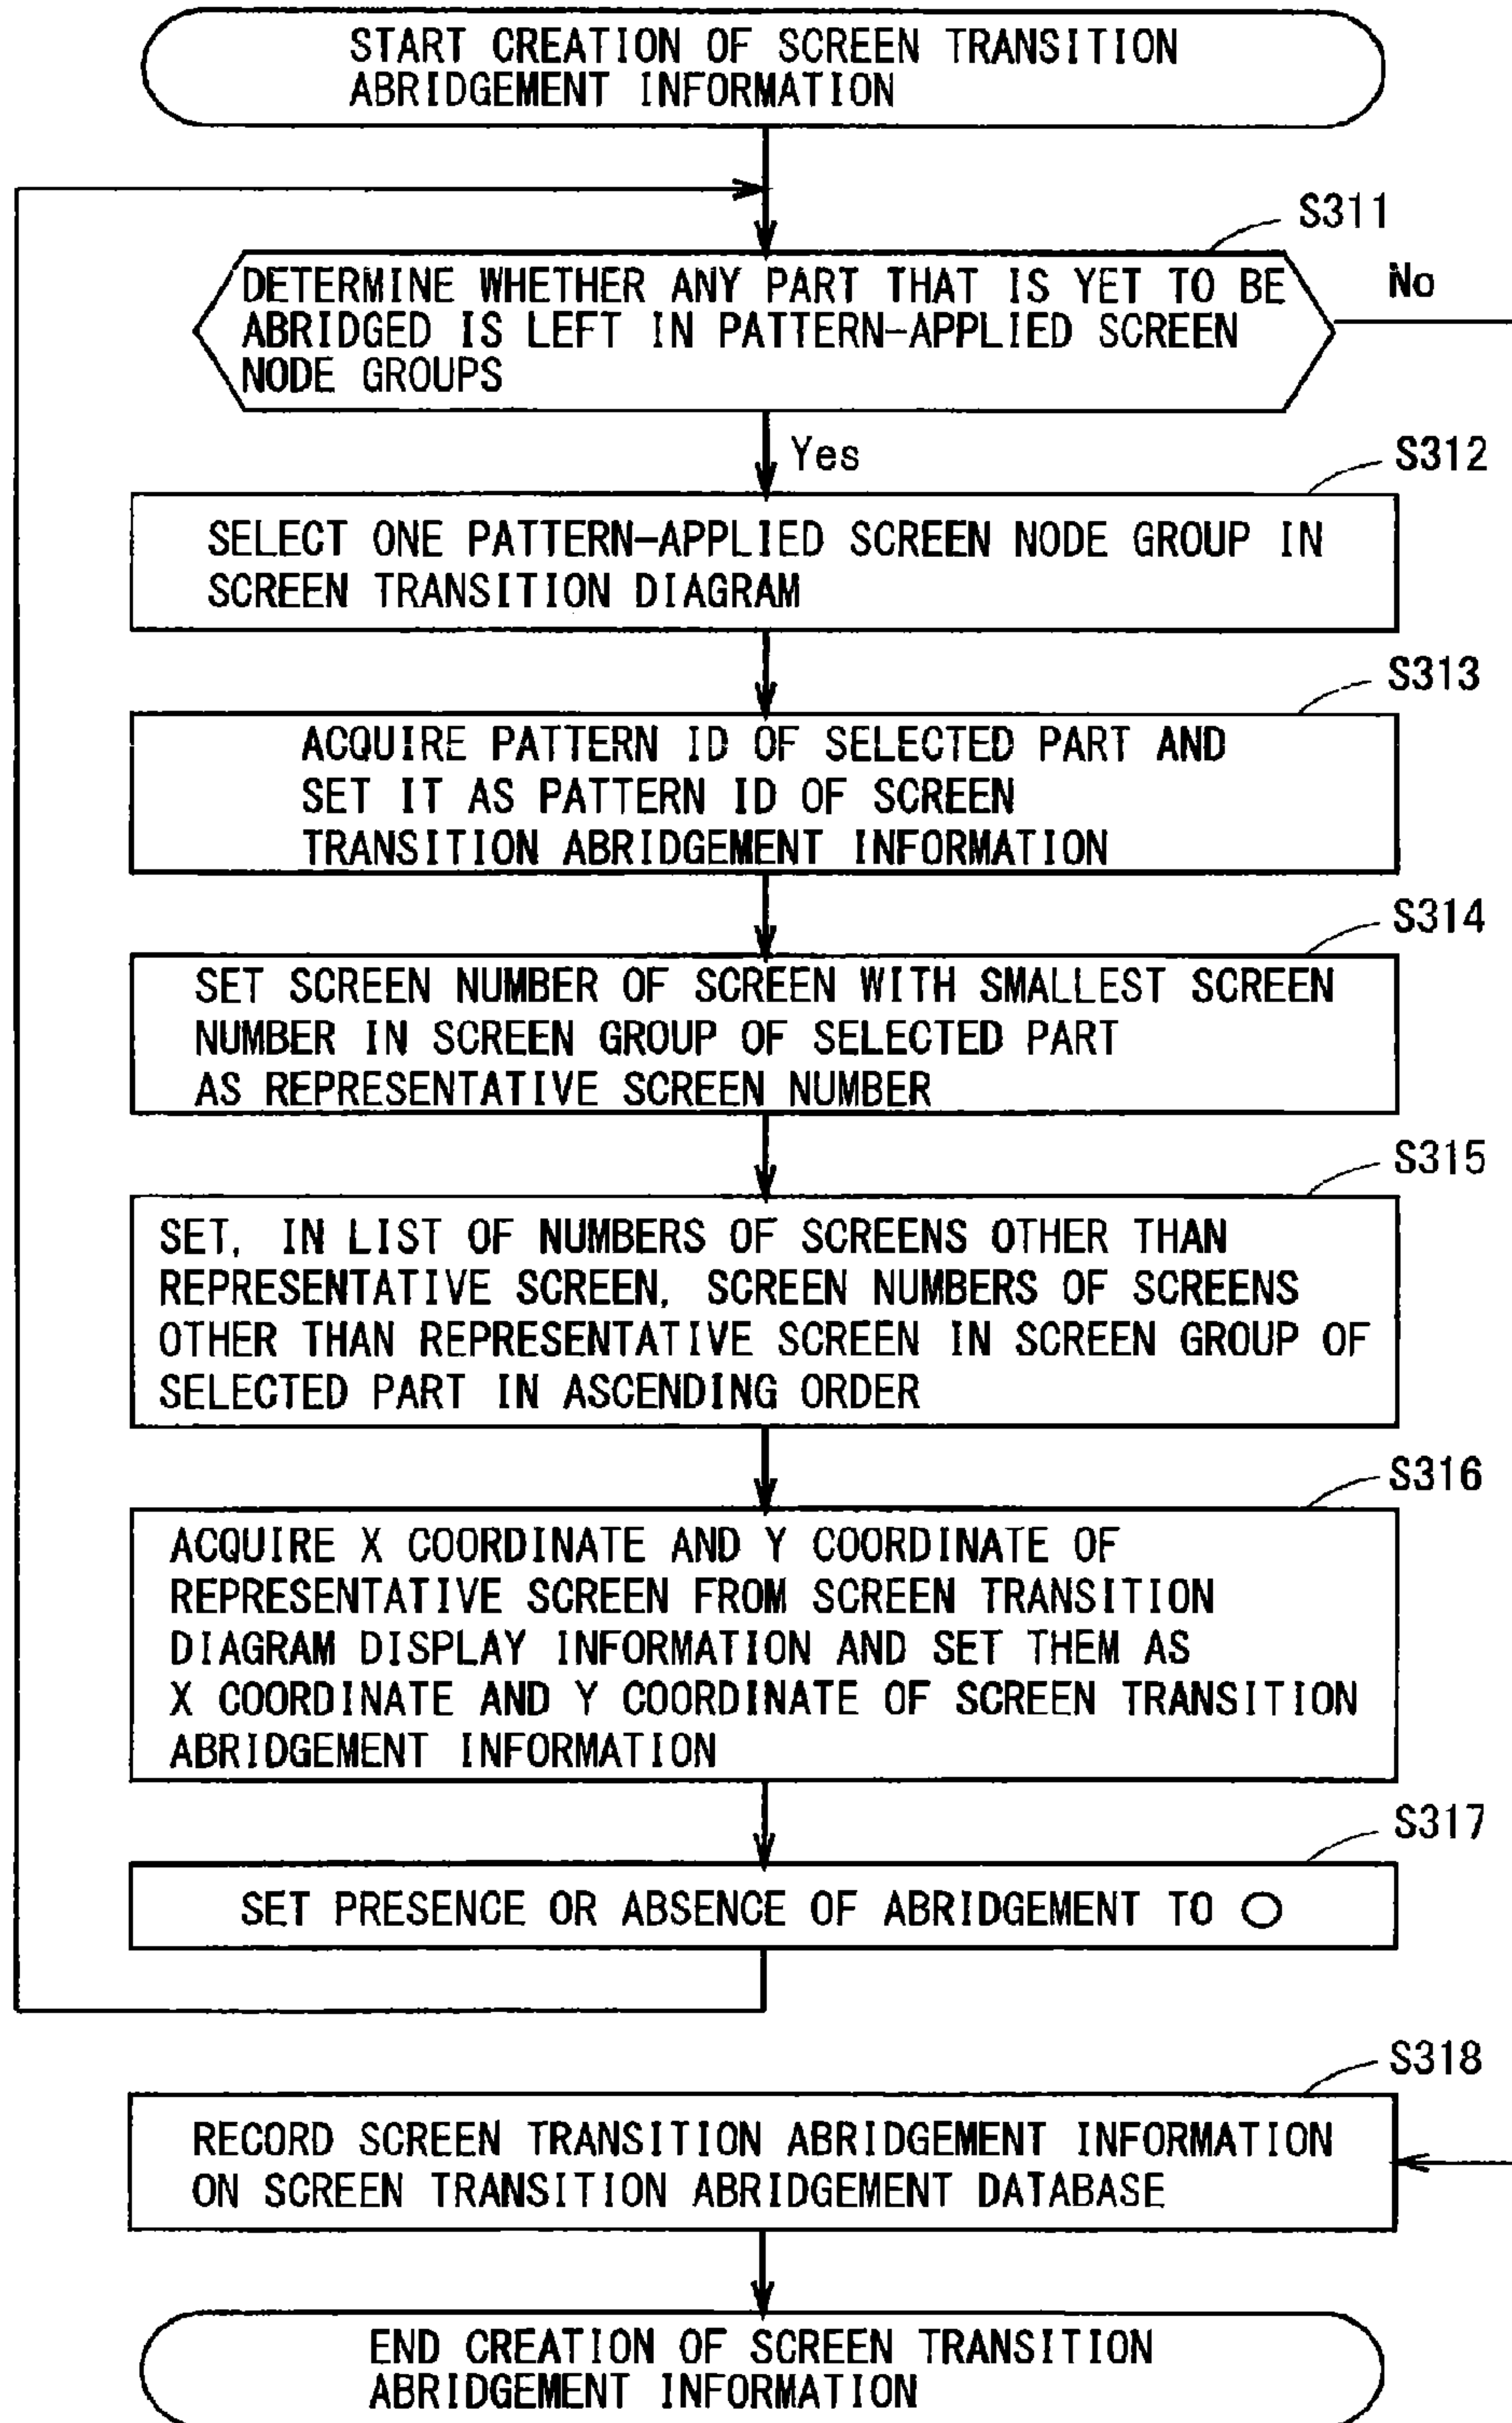 START CREATION OF SCREEN TRANSITION
ABRIDGEMENT INFORMATION
S311
DETERMINE WHETHER ANY PART THAT IS YET TO BE
ABRIDGED IS LEFT IN PATTERN-APPLIED SCREEN
NODE GROUPS
No
Yes
S312
SELECT ONE PATTERN-APPLIED SCREEN NODE GROUP IN
SCREEN TRANSITION DIAGRAM
S313
ACQUIRE PATTERN ID OF SELECTED PART AND
SET IT AS PATTERN ID OF SCREEN
TRANSITION ABRIDGEMENT INFORMATION
S314
SET SCREEN NUMBER OF SCREEN WITH SMALLEST SCREEN
NUMBER IN SCREEN GROUP OF SELECTED PART
AS REPRESENTATIVE SCREEN NUMBER
S315
SET, IN LIST OF NUMBERS OF SCREENS OTHER THAN
REPRESENTATIVE SCREEN, SCREEN NUMBERS OF SCREENS
OTHER THAN REPRESENTATIVE SCREEN IN SCREEN GROUP OF
SELECTED PART IN ASCENDING ORDER
S316
ACQUIRE X COORDINATE AND Y COORDINATE OF
REPRESENTATIVE SCREEN FROM SCREEN TRANSITION
DIAGRAM DISPLAY INFORMATION AND SET THEM AS
X COORDINATE AND Y COORDINATE OF SCREEN TRANSITION
ABRIDGEMENT INFORMATION
S317
SET PRESENCE OR ABSENCE OF ABRIDGEMENT TO ○
S318
RECORD SCREEN TRANSITION ABRIDGEMENT INFORMATION
ON SCREEN TRANSITION ABRIDGEMENT DATABASE
END CREATION OF SCREEN TRANSITION
ABRIDGEMENT INFORMATION